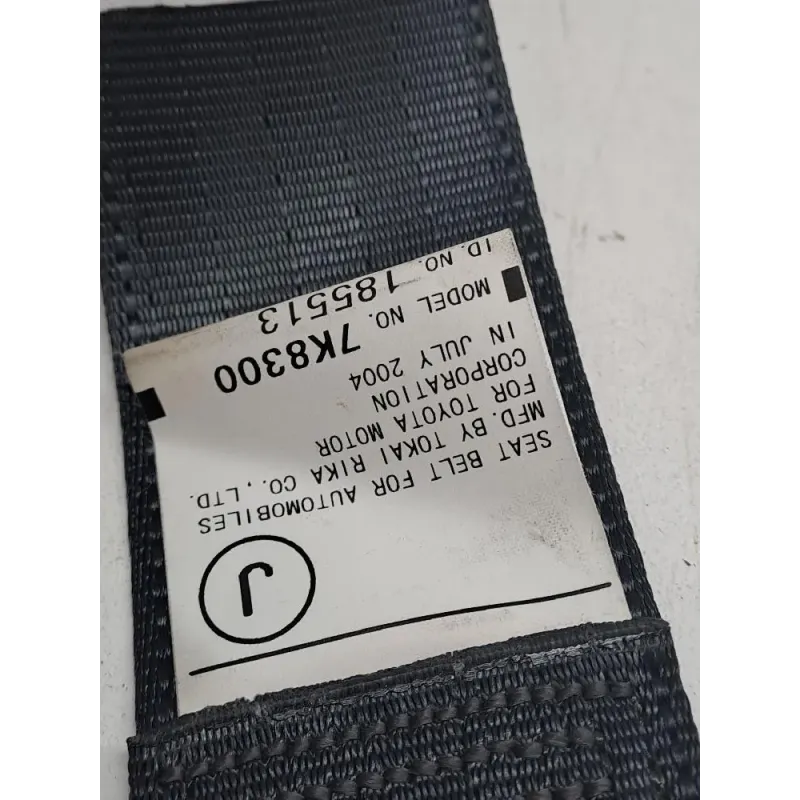 J
SEAT BELT FOR AUTOMOBILES
MFD. BY TOKAI RIKA CO., LTD.
FOR TOYOTA MOTOR
CORPORATION
IN JULY 2004
MODEL NO. 7K8300
ID. NO. 185513